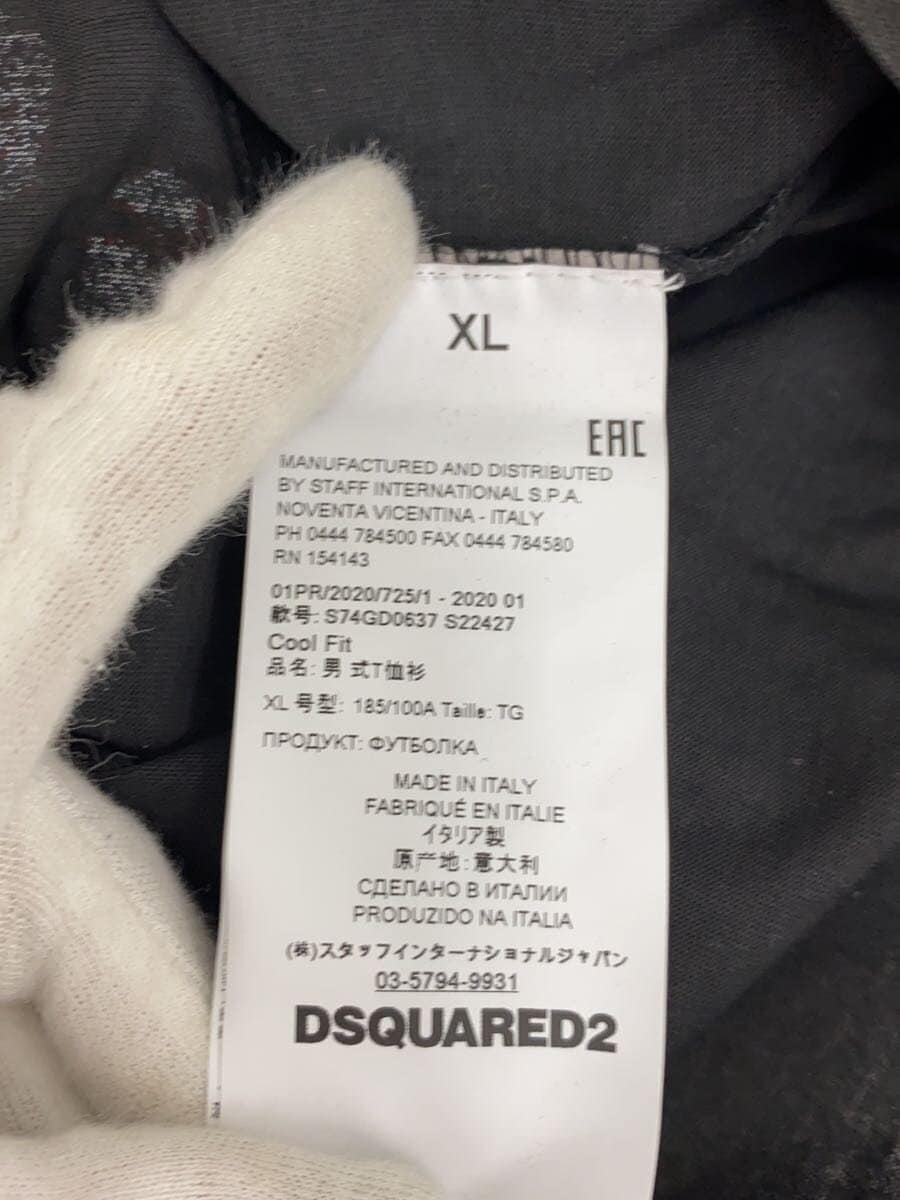 XL
EAC
MANUFACTURED AND DISTRIBUTED
BY STAFF INTERNATIONAL S.P.A.
NOVENTA VICENTINA - ITALY
PH 0444 784500 FAX 0444 784580
RN 154143
01PR/2020/725/1 - 2020 01
款号: S74GD0637 S22427
Cool Fit
品名: 男 式T恤衫
XL 号型: 185/100A Taille: TG
ПРОДУКТ: ФУТБОЛКА
MADE IN ITALY
FABRIQUÉ EN ITALIE
イタリア製
原产地:意大利
СДЕЛАНО В ИТАЛИИ
PRODUZIDO NA ITALIA
(株)スタッフインターナショナルジャパン
03-5794-9931
DSQUARED2